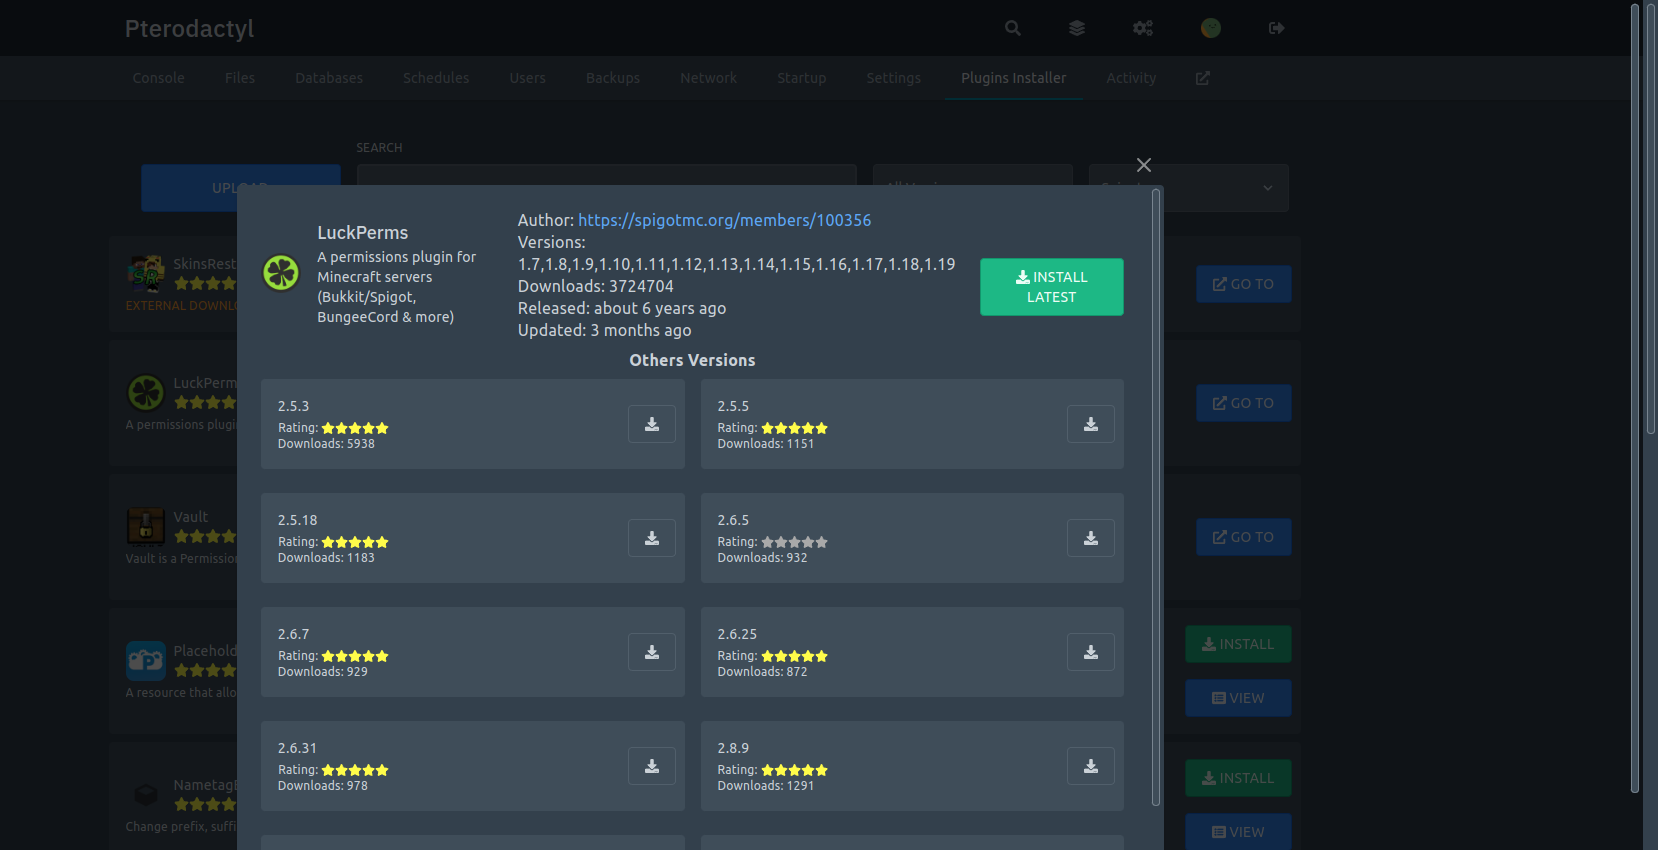 Pterodactyl
Console Files Databases Schedules Users Backups Network Startup Settings Plugins Installer Activity
SEARCH
LuckPerms
A permissions plugin for
Minecraft servers
(Bukkit/Spigot,
BungeeCord & more)
Author: https://spigotmc.org/members/100356
Versions:
1.7,1.8,1.9,1.10,1.11,1.12,1.13,1.14,1.15,1.16,1.17,1.18,1.19
Downloads: 3724704
Released: about 6 years ago
Updated: 3 months ago
INSTALL
LATEST
Others Versions
2.5.3
Rating:
Downloads: 5938
2.5.5
Rating:
Downloads: 1151
2.5.18
Rating:
Downloads: 1183
2.6.5
Rating:
Downloads: 932
2.6.7
Rating:
Downloads: 929
2.6.25
Rating:
Downloads: 872
2.6.31
Rating:
Downloads: 978
2.8.9
Rating:
Downloads: 1291
SkinsRest
EXTERNAL DOWNLO
GO TO
LuckPerm
A permissions plugi
GO TO
Vault
Vault is a Permission
GO TO
Placehold
A resource that allo
INSTALL
VIEW
Nametag
Change prefix, suffi
INSTALL
VIEW